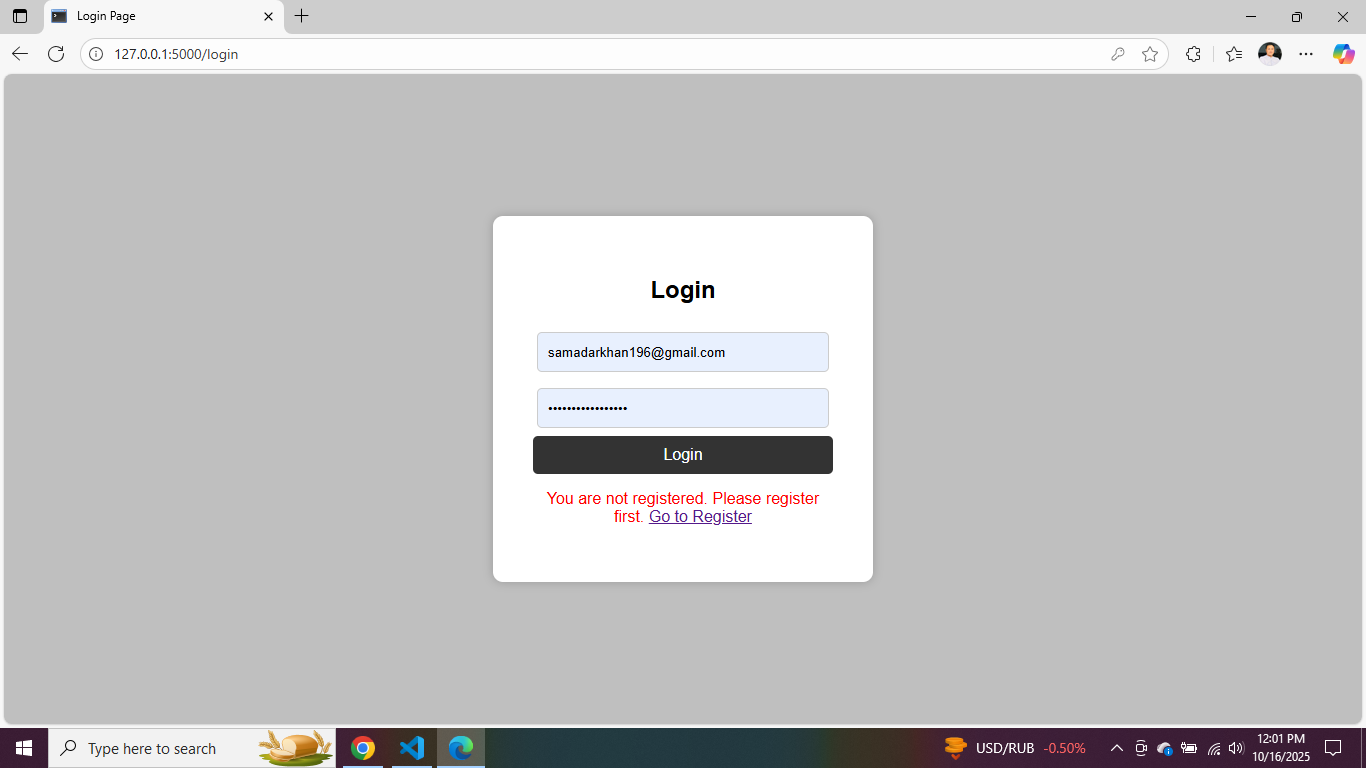 Login Page
127.0.0.1:5000/login
Login
samadarkhan196@gmail.com
•••••••••••••••••
Login
You are not registered. Please register
first. Go to Register
Type here to search
USD/RUB -0.50%
12:01 PM
10/16/2025